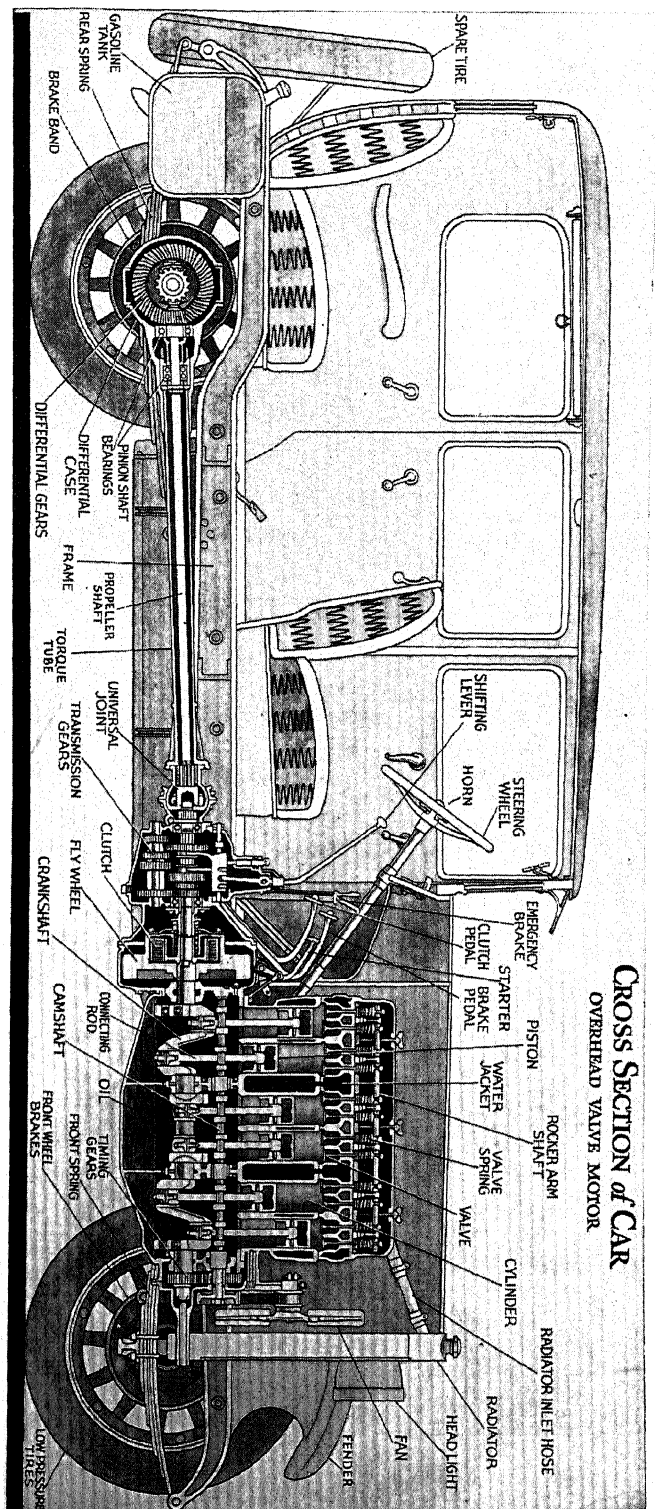 CROSS SECTION of CAR
OVERHEAD VALVE MOTOR
SPARE TIRE
GASOLINE
TANK
REAR SPRING
BRAKE BAND
DIFFERENTIAL GEARS
DIFFERENTIAL
CASE
PINION SHAFT
BEARINGS
FRAME
PROPELLER
SHAFT
TORQUE
TUBE
UNIVERSAL
JOINT
TRANSMISSION
GEARS
CLUTCH
FLY WHEEL
CRANKSHAFT
CAMSHAFT
CONNECTING
ROD
OIL
TIMING
GEARS
FRONT SPRING
FRONT WHEEL
BRAKES
LOW PRESSURE
TIRES
SHIFTING
LEVER
HORN
STEERING
WHEEL
EMERGENCY
BRAKE
CLUTCH
PEDAL
STARTER
BRAKE
PEDAL
PISTON
WATER
JACKET
ROCKER ARM
SHAFT
VALVE
SPRING
VALVE
CYLINDER
RADIATOR INLET HOSE
RADIATOR
HEADLIGHT
FAN
FENDER